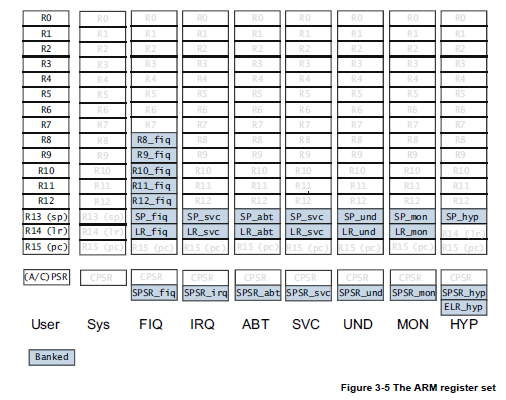 R0 R0 R0 R0 R0 R0 R0 R0 R0
R1 R1 R1 R1 R1 R1 R1 R1 R1
R2 R2 R2 R2 R2 R2 R2 R2 R2
R3 R3 R3 R3 R3 R3 R3 R3 R3
R4 R4 R4 R4 R4 R4 R4 R4 R4
R5 R5 R5 R5 R5 R5 R5 R5 R5
R6 R6 R6 R6 R6 R6 R6 R6 R6
R7 R7 R7 R7 R7 R7 R7 R7 R7
R8 R8 R8_fiq R8 R8 R8 R8 R8 R8
R9 R9 R9_fiq R9 R9 R9 R9 R9 R9
R10 R10 R10_fiq R10 R10 R10 R10 R10 R10
R11 R11 R11_fiq R11 R11 R11 R11 R11 R11
R12 R12 R12_fiq R12 R12 R12 R12 R12 R12
R13 (sp) R13 (sp) SP_fiq SP_svc SP_abt SP_svc SP_und SP_mon SP_hyp
R14 (lr) R14 (lr) LR_fiq LR_svc LR_abt LR_svc LR_und LR_mon R14 (lr)
R15 (pc) R15 (pc) R15 (pc) R15 (pc) R15 (pc) R15 (pc) R15 (pc) R15 (pc) R15 (pc)
(A/C)PSR CPSR CPSR CPSR CPSR CPSR CPSR CPSR CPSR
SPSR_fiq SPSR_irq SPSR_abt SPSR_svc SPSR_und SPSR_mon SPSR_hyp
ELR_hyp
User Sys FIQ IRQ ABT SVC UND MON HYP
Banked
Figure 3-5 The ARM register set